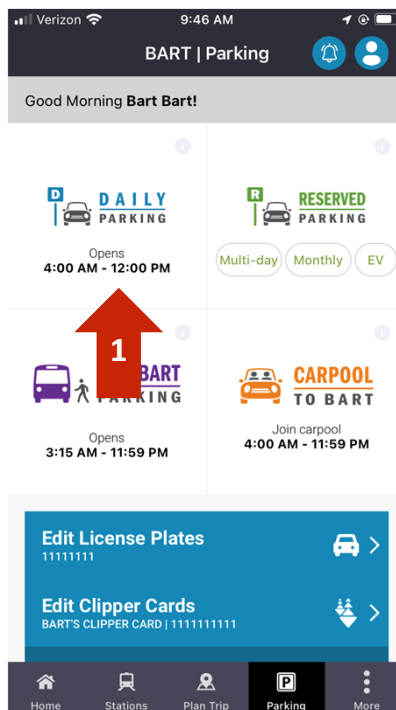 Verizon 9:46 AM
BART | Parking
Good Morning Bart Bart!
D DAILY PARKING
Opens
4:00 AM - 12:00 PM
R RESERVED PARKING
Multi-day Monthly EV
1
BART
PARKING
Opens
3:15 AM - 11:59 PM
CARPOOL
TO BART
Join carpool
4:00 AM - 11:59 PM
Edit License Plates
11111111
Edit Clipper Cards
BART'S CLIPPER CARD | 1111111111
P
Home Stations Plan Trip Parking More